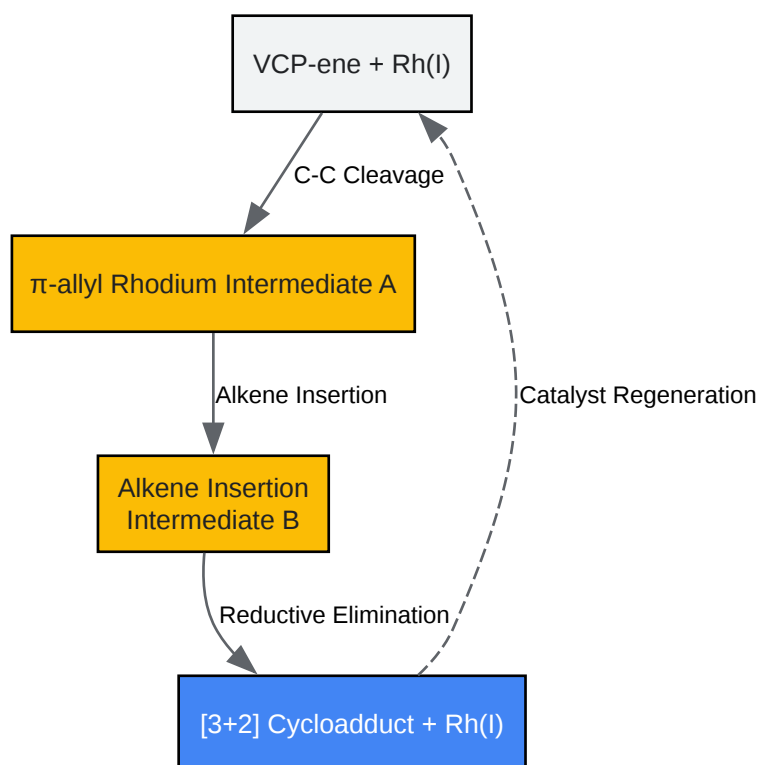 VCP-ene + Rh(I)
C-C Cleavage
π-allyl Rhodium Intermediate A
Alkene Insertion
Catalyst Regeneration
Alkene Insertion
Intermediate B
Reductive Elimination
[3+2] Cycloadduct + Rh(I)